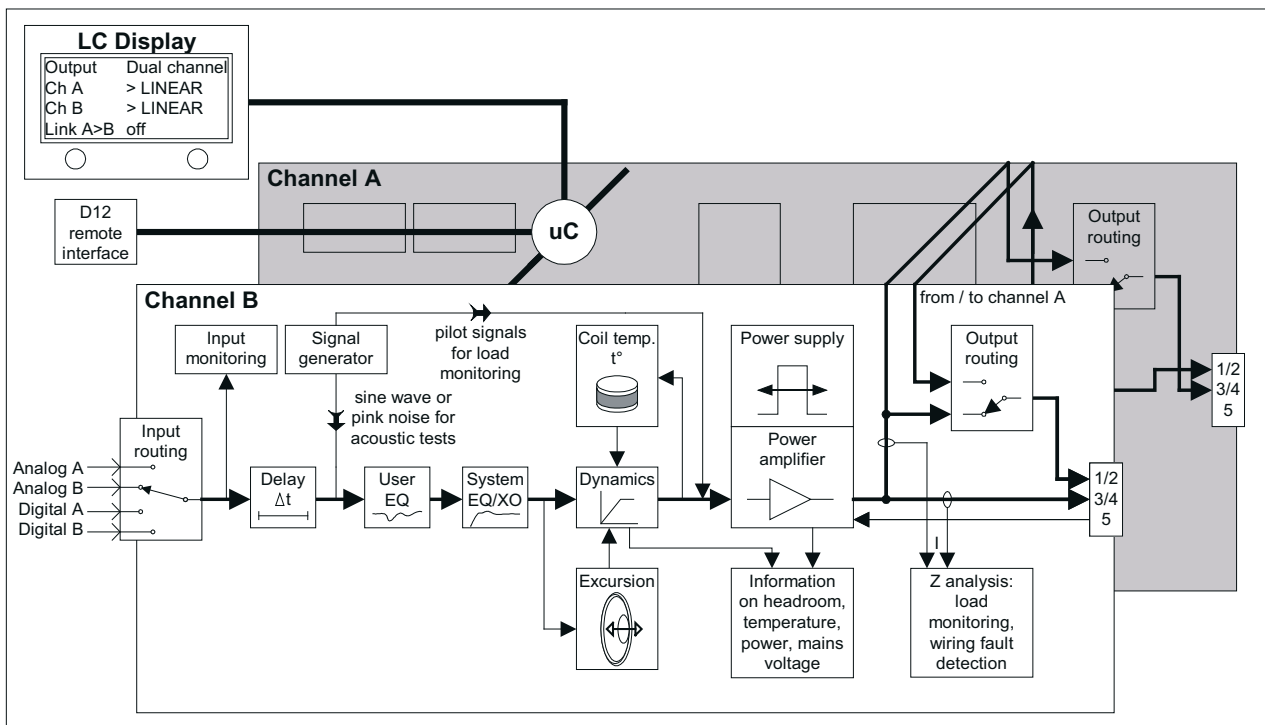 LC Display
Output Dual channel
Ch A > LINEAR
Ch B > LINEAR
Link A>B off
D12
remote
interface
uC
Channel A
Output
routing
1/2
3/4
5
Channel B
from / to channel A
Input
monitoring
Signal
generator
pilot signals
for load
monitoring
sine wave or
pink noise for
acoustic tests
Coil temp.
t°
Power supply
Output
routing
Input
routing
Analog A
Analog B
Digital A
Digital B
Delay
Δt
User
EQ
System
EQ/XO
Dynamics
Power
amplifier
1/2
3/4
5
I
Excursion
Information
on headroom,
temperature,
power, mains
voltage
Z analysis:
load
monitoring,
wiring fault
detection